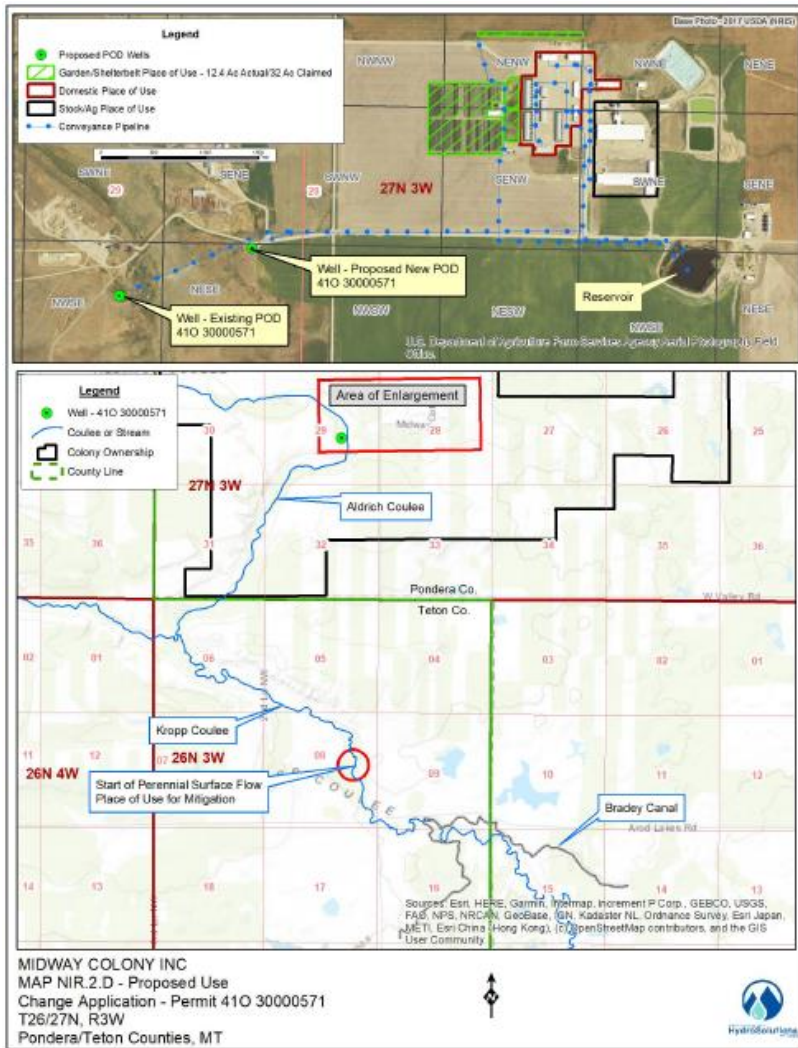 Base Photo - 2017 USDA (NRIS)
Legend
Proposed POD Wells
Garden/Shelterbelt Place of Use - 12.4 Ac Actual/32 Ac Claimed
Domestic Place of Use
Stock/Ag Place of Use
Conveyance Pipeline
NWNW
NENW
NWNE
NENE
SWNE
SENE
29
29
SWNW
27N 3W
SENW
SWNE
SENE
Well - Proposed New POD
41O 30000571
NWSE
NESE
NWSW
NESW
NWSE
NESE
Well - Existing POD
41O 30000571
Reservoir
U.S. Department of Agriculture Farm Services Agency Aerial Photography Field
Office.
Legend
Well - 41O 30000571
Coulee or Stream
Colony Ownership
County Line
Area of Enlargement
30
29
28
27
26
25
27N 3W
Aldrich Coulee
35
36
31
32
33
34
35
36
Pondera Co.
W Valley Rd
Teton Co.
02
01
06
05
04
03
02
01
Kropp Coulee
11
12
07
26N 3W
08
09
10
11
12
26N 4W
Start of Perennial Surface Flow
Place of Use for Mitigation
COULEE
Bradey Canal
Arod Lakes Rd
14
13
18
17
16
15
14
13
Sources: Esri, HERE, Garmin, Intermap, increment P Corp., GEBCO, USGS,
FAO, NPS, NRCAN, GeoBase, IGN, Kadaster NL, Ordnance Survey, Esri Japan,
METI, Esri China (Hong Kong), (c) OpenStreetMap contributors, and the GIS
User Community
MIDWAY COLONY INC
MAP NIR.2.D - Proposed Use
Change Application - Permit 41O 30000571
T26/27N, R3W
Pondera/Teton Counties, MT
N
HydroSolutions